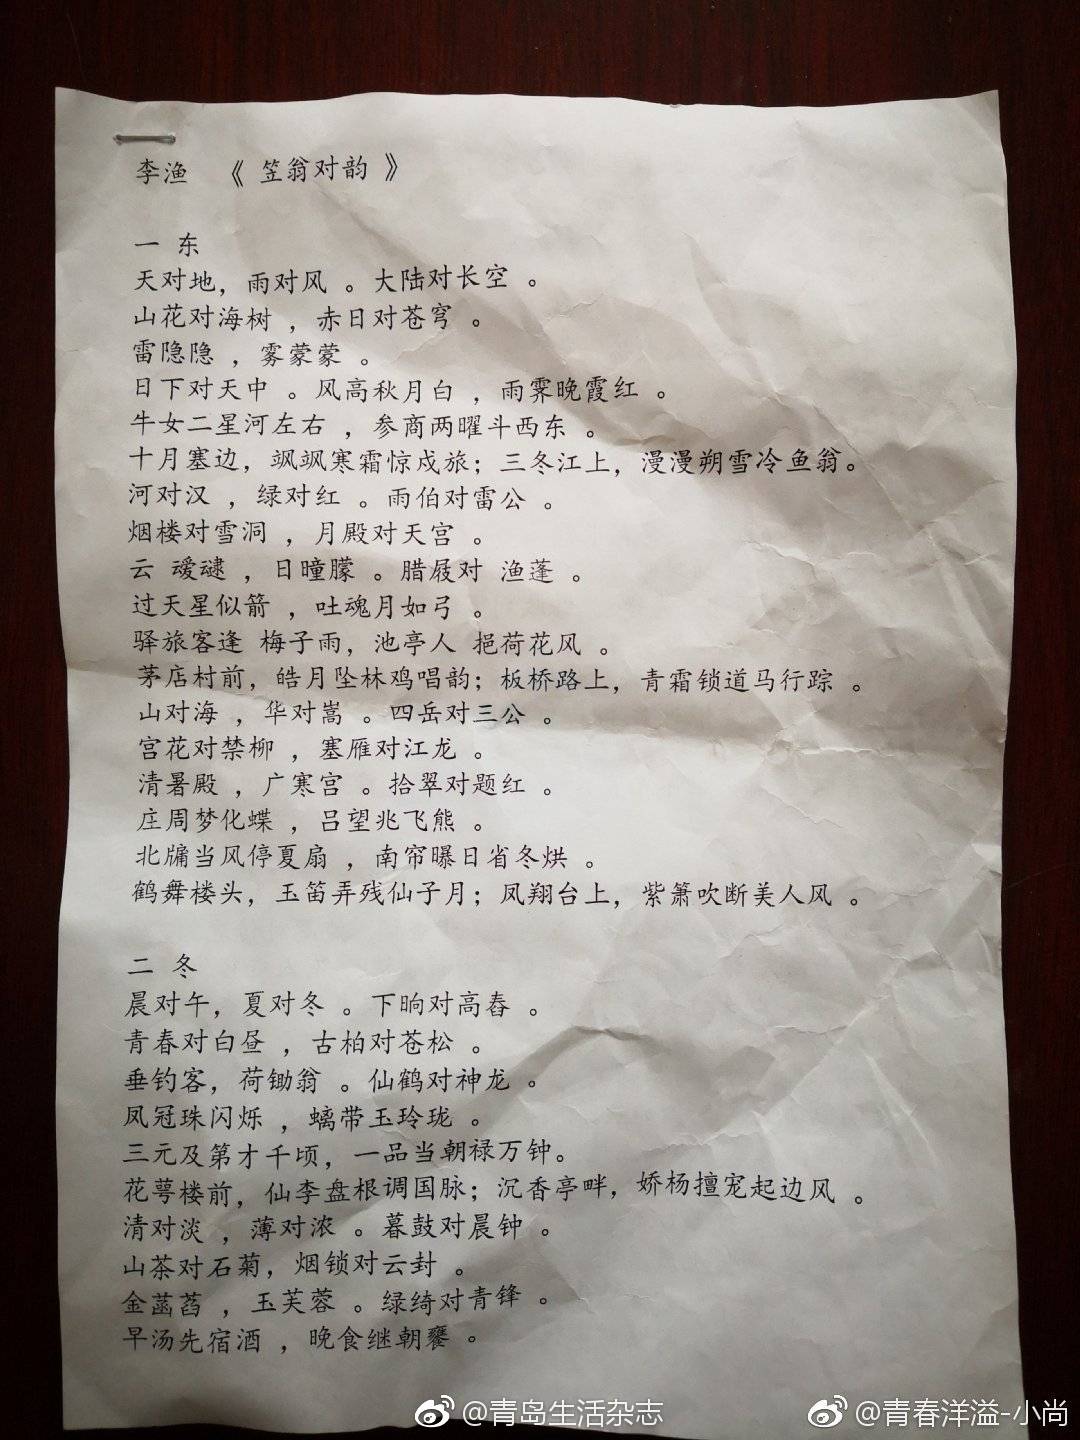 李渔 《 笠翁对韵 》
一 东
天对地，雨对风 。大陆对长空 。
山花对海树 ，赤日对苍穹 。
雷隐隐 ，雾蒙蒙 。
日下对天中 。风高秋月白 ，雨霁晚霞红 。
牛女二星河左右 ，参商两曜斗西东 。
十月塞边，飒飒寒霜惊戍旅；三冬江上，漫漫朔雪冷鱼翁。
河对汉 ，绿对红 。雨伯对雷公 。
烟楼对雪洞 ，月殿对天宫 。
云 叆叇 ，日曈朦 。腊屐对 渔蓬 。
过天星似箭 ，吐魂月如弓 。
驿旅客逢 梅子雨，池亭人 挹荷花风 。
茅店村前，皓月坠林鸡唱韵；板桥路上，青霜锁道马行踪 。
山对海 ，华对嵩 。四岳对三公 。
宫花对禁柳 ，塞雁对江龙 。
清暑殿 ，广寒宫 。拾翠对题红 。
庄周梦化蝶 ，吕望兆飞熊 。
北牖当风停夏扇 ，南帘曝日省冬烘 。
鹤舞楼头，玉笛弄残仙子月；凤翔台上，紫箫吹断美人风 。
二 冬
晨对午，夏对冬 。下晌对高舂 。
青春对白昼 ，古柏对苍松 。
垂钓客，荷锄翁 。仙鹤对神龙 。
凤冠珠闪烁 ，螭带玉玲珑 。
三元及第才千顷，一品当朝禄万钟。
花萼楼前，仙李盘根调国脉；沉香亭畔，娇杨擅宠起边风 。
清对淡 ，薄对浓 。暮鼓对晨钟 。
山茶对石菊，烟锁对云封 。
金菡萏 ，玉芙蓉 。绿绮对青锋 。
早汤先宿酒 ，晚食继朝饔 。
@青岛生活杂志
@青春洋溢-小尚